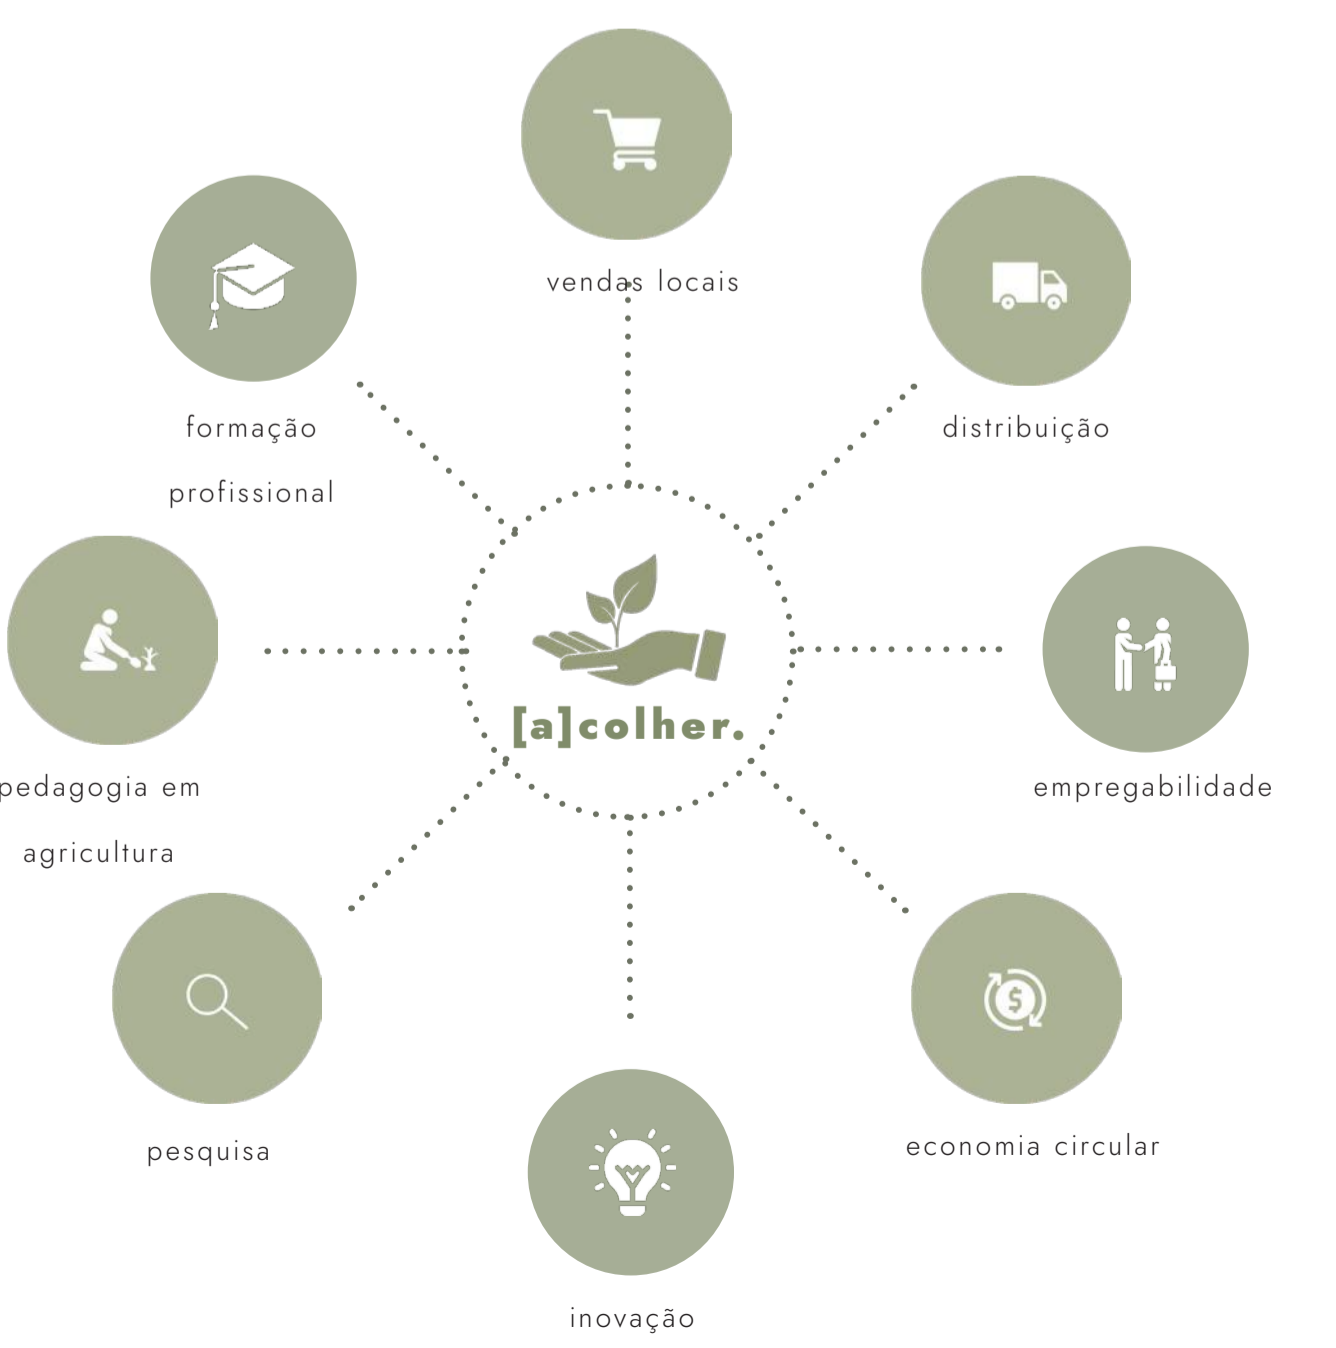 vendas locais
formação
profissional
distribuição
[a]colher.
pedagogia em
agricultura
empregabilidade
pesquisa
economia circular
inovação